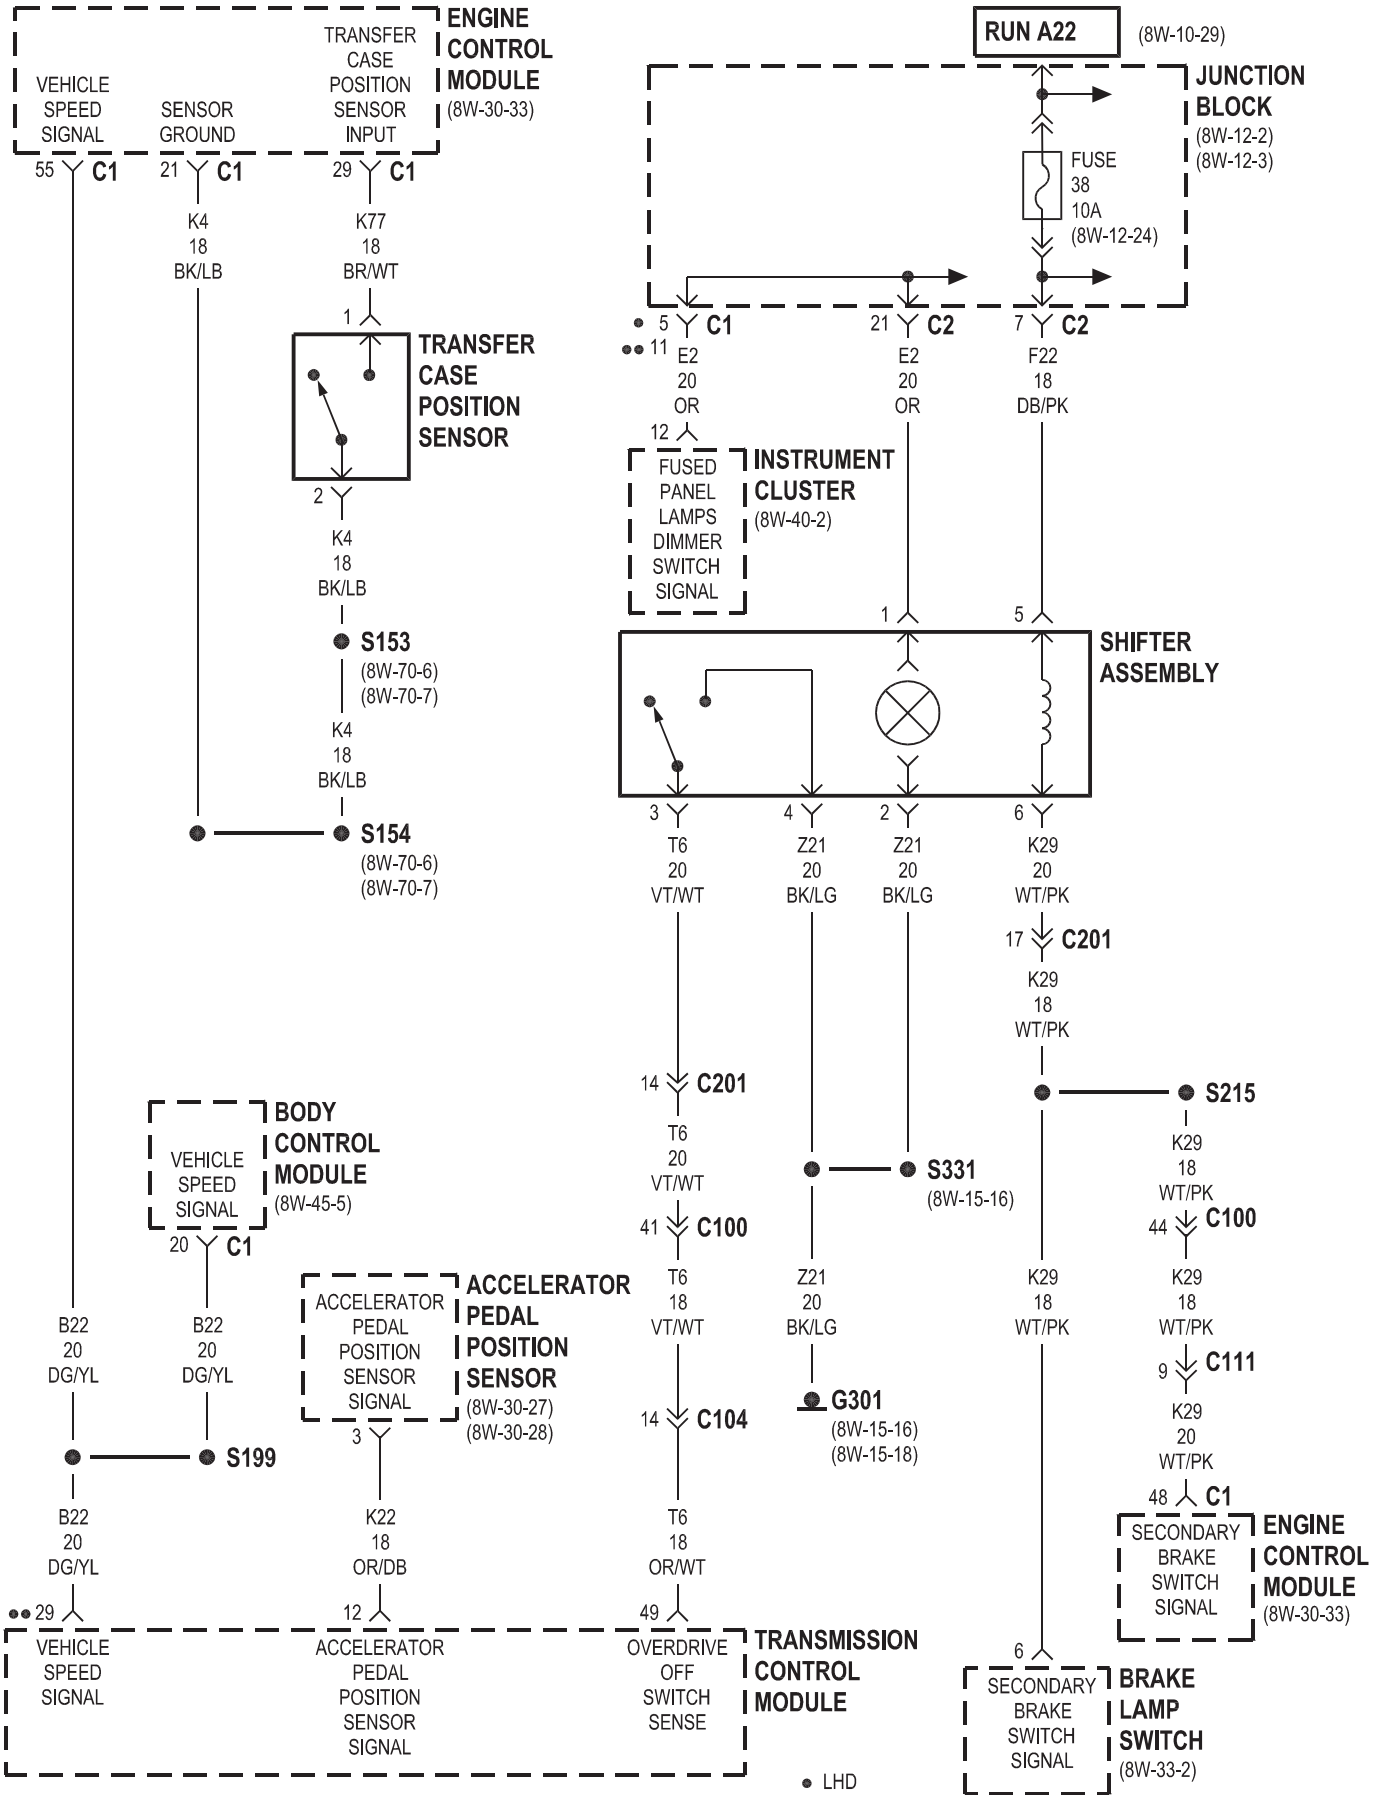 ENGINE
CONTROL
MODULE
(8W-30-33)
VEHICLE
SPEED
SIGNAL
SENSOR
GROUND
TRANSFER
CASE
POSITION
SENSOR
INPUT
55 C1
21 C1
29 C1
K4
18
BK/LB
K77
18
BR/WT
1
TRANSFER
CASE
POSITION
SENSOR
2
K4
18
BK/LB
S153
(8W-70-6)
(8W-70-7)
K4
18
BK/LB
S154
(8W-70-6)
(8W-70-7)
RUN A22
(8W-10-29)
JUNCTION
BLOCK
(8W-12-2)
(8W-12-3)
FUSE
38
10A
(8W-12-24)
• 5 C1
•• 11
21 C2
7 C2
E2
20
OR
E2
20
OR
F22
18
DB/PK
12
FUSED
PANEL
LAMPS
DIMMER
SWITCH
SIGNAL
INSTRUMENT
CLUSTER
(8W-40-2)
1
5
SHIFTER
ASSEMBLY
3
4
2
6
T6
20
VT/WT
Z21
20
BK/LG
Z21
20
BK/LG
K29
20
WT/PK
17 C201
K29
18
WT/PK
14 C201
S215
T6
20
VT/WT
S331
(8W-15-16)
K29
18
WT/PK
41 C100
44 C100
T6
18
VT/WT
Z21
20
BK/LG
K29
18
WT/PK
K29
18
WT/PK
9 C111
14 C104
G301
(8W-15-16)
(8W-15-18)
K29
20
WT/PK
48 C1
SECONDARY
BRAKE
SWITCH
SIGNAL
ENGINE
CONTROL
MODULE
(8W-30-33)
BODY
CONTROL
MODULE
(8W-45-5)
VEHICLE
SPEED
SIGNAL
20 C1
ACCELERATOR
PEDAL
POSITION
SENSOR
SIGNAL
ACCELERATOR
PEDAL
POSITION
SENSOR
(8W-30-27)
(8W-30-28)
B22
20
DG/YL
B22
20
DG/YL
3
S199
B22
20
DG/YL
K22
18
OR/DB
T6
18
OR/WT
•• 29
12
49
VEHICLE
SPEED
SIGNAL
ACCELERATOR
PEDAL
POSITION
SENSOR
SIGNAL
OVERDRIVE
OFF
SWITCH
SENSE
TRANSMISSION
CONTROL
MODULE
6
SECONDARY
BRAKE
SWITCH
SIGNAL
BRAKE
LAMP
SWITCH
(8W-33-2)
• LHD